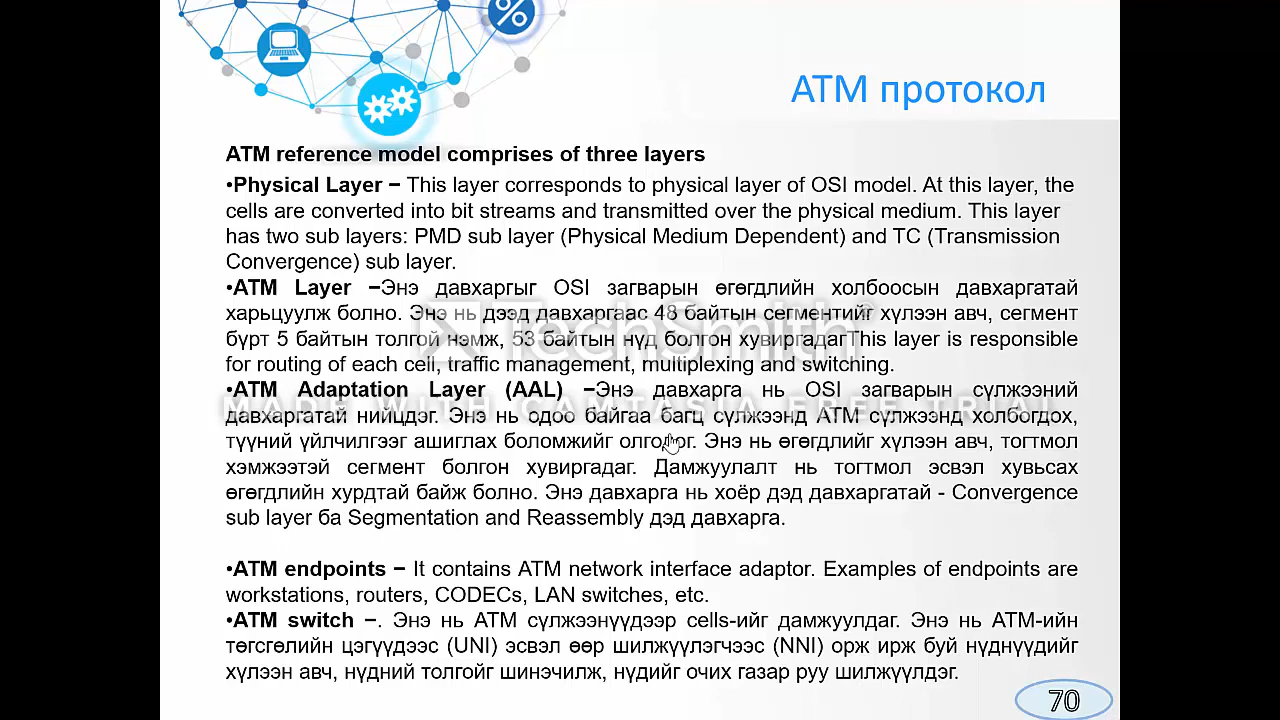 АТМ протокол
ATM reference model comprises of three layers
•Physical Layer − This layer corresponds to physical layer of OSI model. At this layer, the
cells are converted into bit streams and transmitted over the physical medium. This layer
has two sub layers: PMD sub layer (Physical Medium Dependent) and TC (Transmission
Convergence) sub layer.
•ATM Layer −Энэ давхаргыг OSI загварын өгөгдлийн холбоосын давхаргатай
харьцуулж болно. Энэ нь дээд давхаргаас 48 байтын сегментийг хүлээн авч, сегмент
бүрт 5 байтын толгой нэмж, 53 байтын нүд болгон хувиргадагThis layer is responsible
for routing of each cell, traffic management, multiplexing and switching.
TechSmith®
•ATM Adaptation Layer (AAL) −Энэ давхарга нь OSI загварын сүлжээний
MADE WITH CAMTASIA FREE TRIAL
давхаргатай нийцдэг. Энэ нь одоо байгаа багц сүлжээнд АТМ сүлжээнд холбогдох,
түүний үйлчилгээг ашиглах боломжийг олгодог. Энэ нь өгөгдлийг хүлээн авч, тогтмол
хэмжээтэй сегмент болгон хувиргадаг. Дамжуулалт нь тогтмол эсвэл хувьсах
өгөгдлийн хурдтай байж болно. Энэ давхарга нь хоёр дэд давхаргатай - Convergence
sub layer ба Segmentation and Reassembly дэд давхарга.
•ATM endpoints − It contains ATM network interface adaptor. Examples of endpoints are
workstations, routers, CODECs, LAN switches, etc.
•ATM switch −. Энэ нь АТМ сүлжээнүүдээр cells-ийг дамжуулдаг. Энэ нь АТМ-ийн
төгсгөлийн цэгүүдээс (UNI) эсвэл өөр шилжүүлэгчээс (NNI) орж ирж буй нүднүүдийг
хүлээн авч, нүдний толгойг шинэчилж, нүдийг очих газар руу шилжүүлдэг.
70